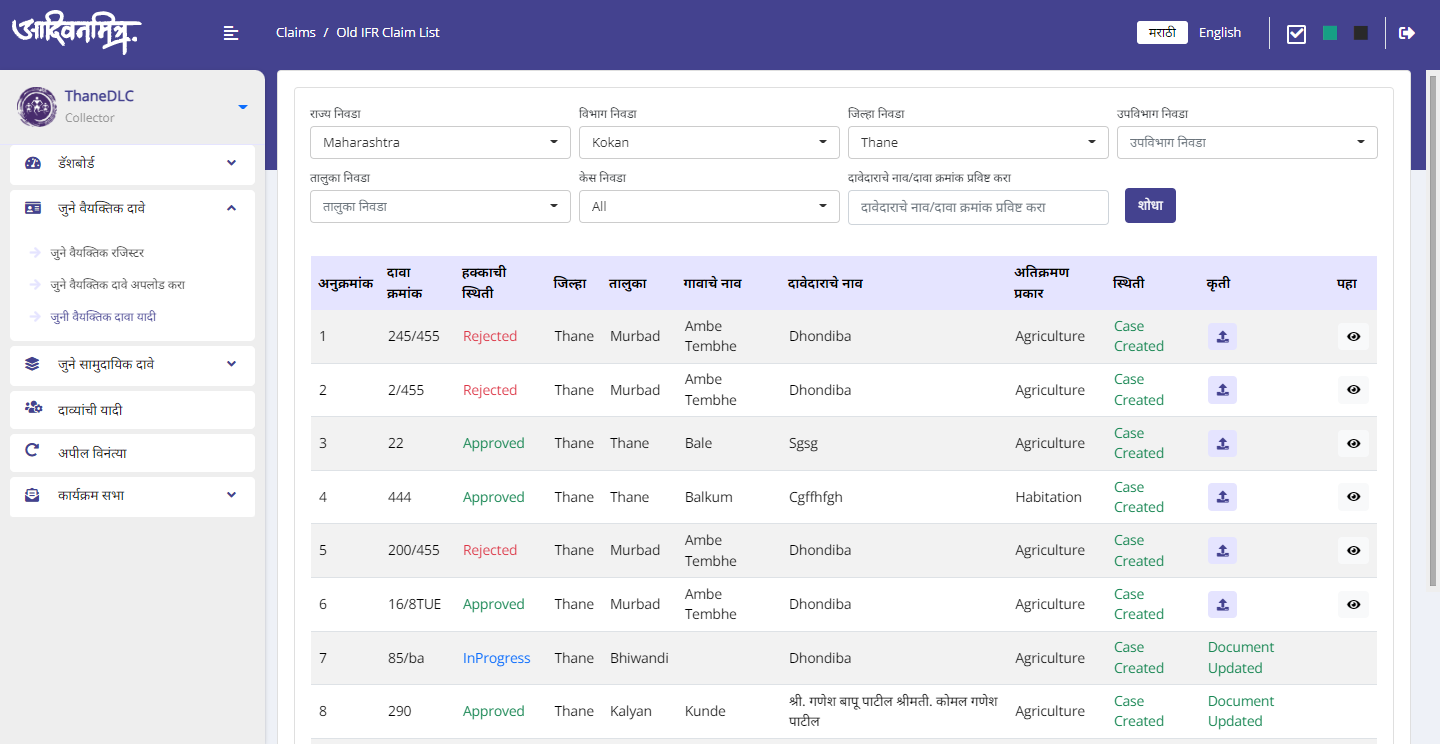 आदिवनमित्र.
Claims / Old IFR Claim List
मराठी English
ThaneDLC
Collector
डॅशबोर्ड
जुने वैयक्तिक दावे
जुने वैयक्तिक रजिस्टर
जुने वैयक्तिक दावे अपलोड करा
जुनी वैयक्तिक दावा यादी
जुने सामुदायिक दावे
दाव्यांची यादी
अपील विनंत्या
कार्यक्रम सभा
राज्य निवडा विभाग निवडा जिल्हा निवडा उपविभाग निवडा
Maharashtra Kokan Thane उपविभाग निवडा
तालुका निवडा केस निवडा दावेदाराचे नाव/दावा क्रमांक प्रविष्ट करा
तालुका निवडा All दावेदाराचे नाव/दावा क्रमांक प्रविष्ट करा शोधा
अनुक्रमांक दावा क्रमांक हक्काची स्थिती जिल्हा तालुका गावाचे नाव दावेदाराचे नाव अतिक्रमण प्रकार स्थिती कृती पहा
1 245/455 Rejected Thane Murbad Ambe Tembhe Dhondiba Agriculture Case Created
2 2/455 Rejected Thane Murbad Ambe Tembhe Dhondiba Agriculture Case Created
3 22 Approved Thane Thane Bale Sgsg Agriculture Case Created
4 444 Approved Thane Thane Balkum Cgffhfgh Habitation Case Created
5 200/455 Rejected Thane Murbad Ambe Tembhe Dhondiba Agriculture Case Created
6 16/8TUE Approved Thane Murbad Ambe Tembhe Dhondiba Agriculture Case Created
7 85/ba InProgress Thane Bhiwandi Dhondiba Agriculture Case Created Document Updated
8 290 Approved Thane Kalyan Kunde श्री. गणेश बापू पाटील श्रीमती. कोमल गणेश पाटील Agriculture Case Created Document Updated